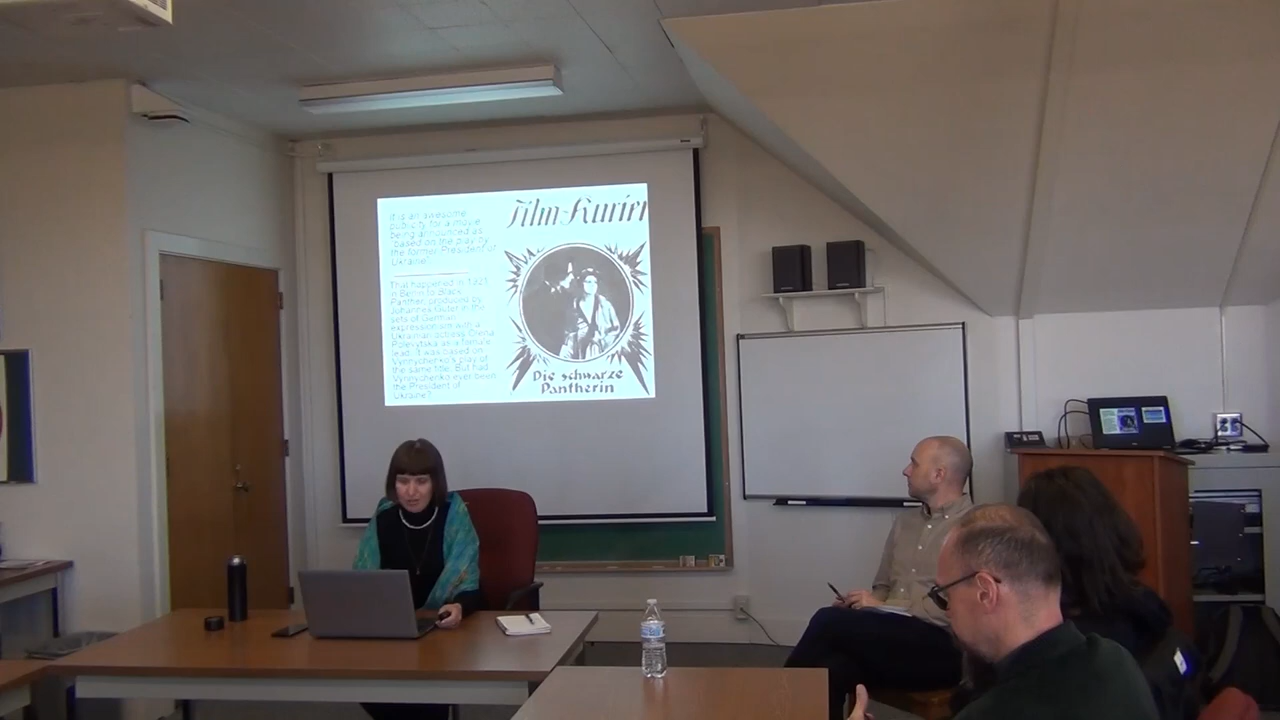 It is an awesome
publicity for a movie
being announced as
"based on the play by
the former President of
Ukraine".
That happened in 1921
in Berlin to Black
Panther, produced by
Johannes Guter in the
sets of German
expressionism with a
Ukrainian actress Olena
Polevytska as a female
lead. It was based on
Vynnychenko's play of
the same title. But had
Vynnychenko ever been
the President of
Ukraine?
Film-Kurier
Die schwarze
Pantherin